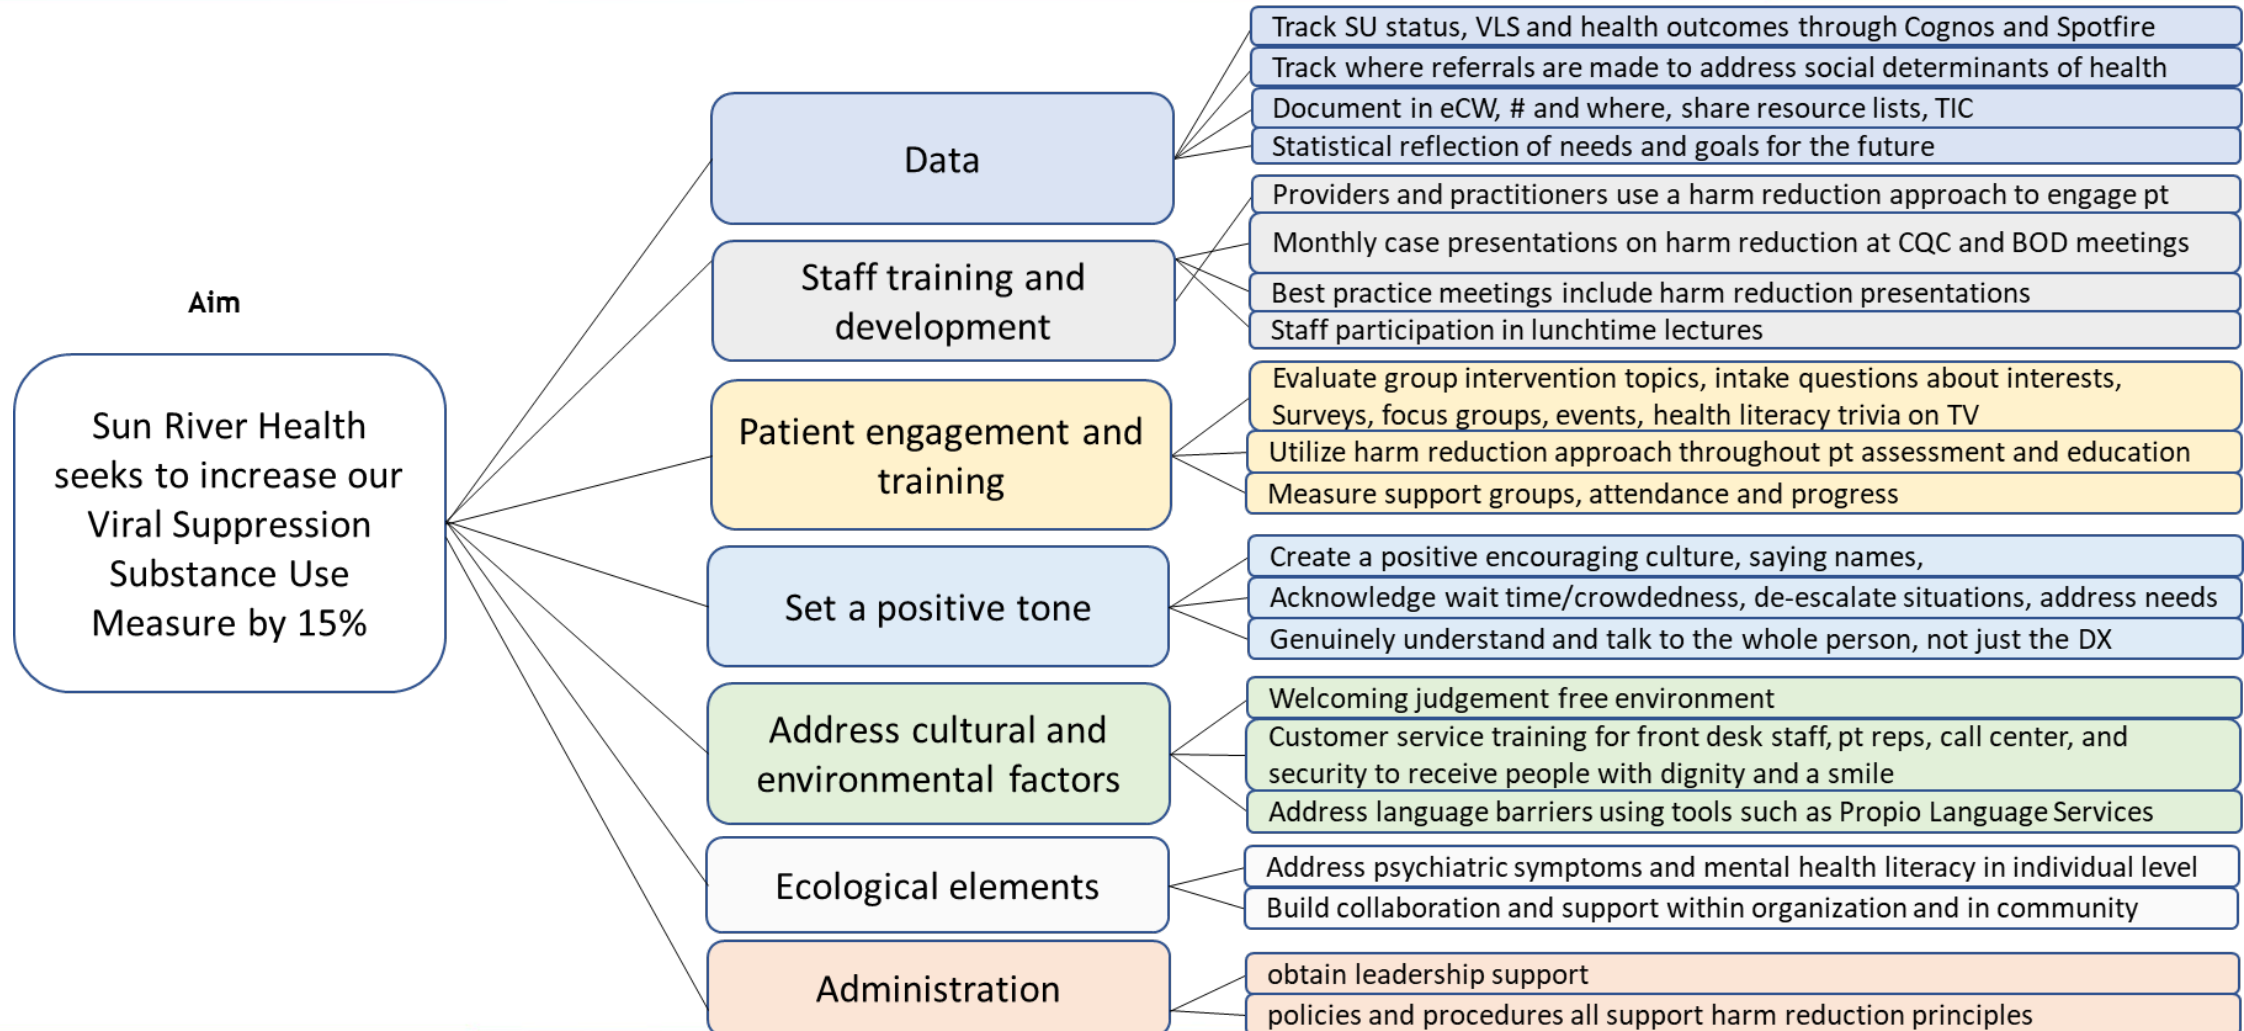 Aim
Sun River Health
seeks to increase our
Viral Suppression
Substance Use
Measure by 15%
Data
Track SU status, VLS and health outcomes through Cognos and Spotfire
Track where referrals are made to address social determinants of health
Document in eCW, # and where, share resource lists, TIC
Statistical reflection of needs and goals for the future
Staff training and
development
Providers and practitioners use a harm reduction approach to engage pt
Monthly case presentations on harm reduction at CQC and BOD meetings
Best practice meetings include harm reduction presentations
Staff participation in lunchtime lectures
Patient engagement and
training
Evaluate group intervention topics, intake questions about interests,
Surveys, focus groups, events, health literacy trivia on TV
Utilize harm reduction approach throughout pt assessment and education
Measure support groups, attendance and progress
Set a positive tone
Create a positive encouraging culture, saying names,
Acknowledge wait time/crowdedness, de-escalate situations, address needs
Genuinely understand and talk to the whole person, not just the DX
Address cultural and
environmental factors
Welcoming judgement free environment
Customer service training for front desk staff, pt reps, call center, and
security to receive people with dignity and a smile
Address language barriers using tools such as Propio Language Services
Ecological elements
Address psychiatric symptoms and mental health literacy in individual level
Build collaboration and support within organization and in community
Administration
obtain leadership support
policies and procedures all support harm reduction principles